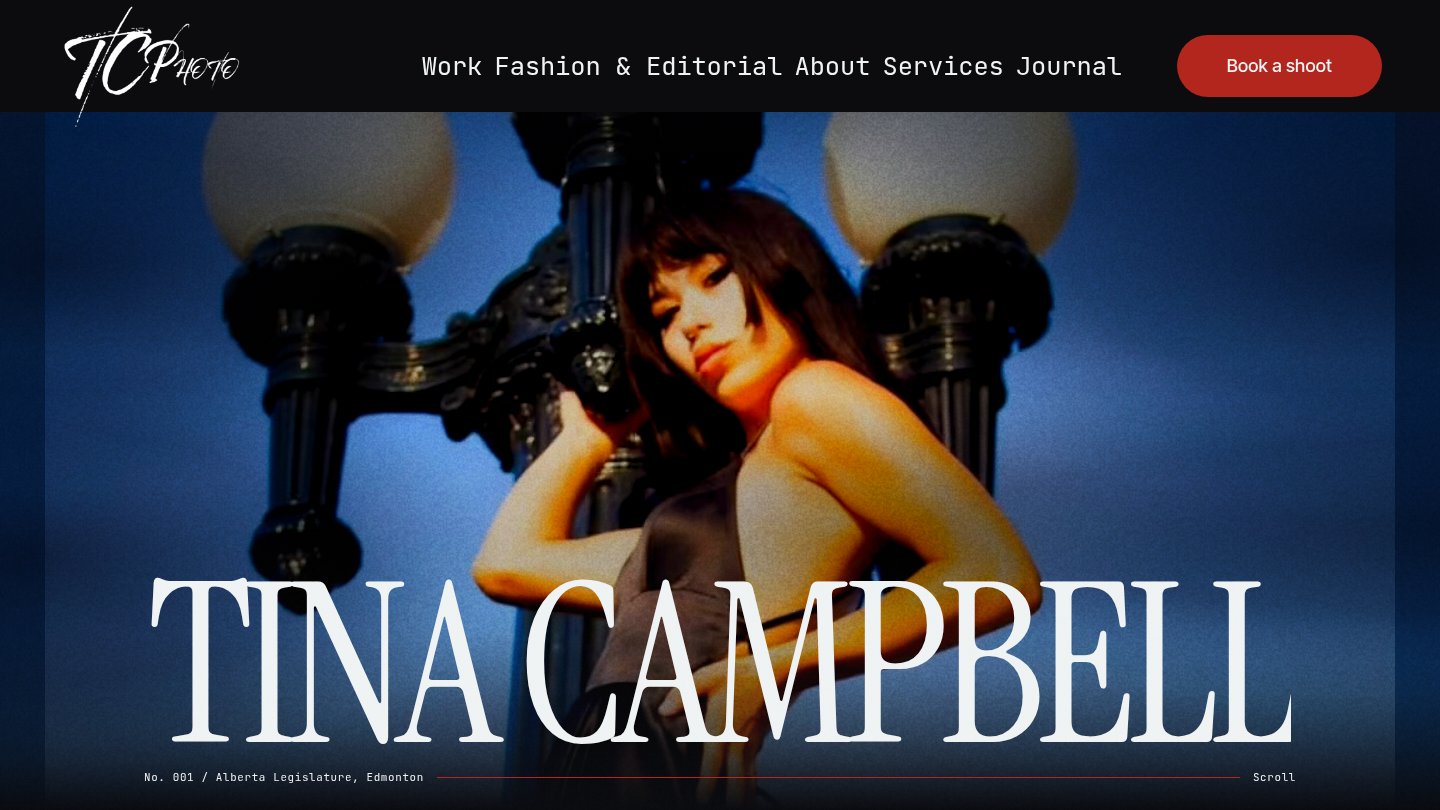 TCPHOTO
Work Fashion & Editorial About Services Journal
Book a shoot
TINA CAMPBELL
No. 001 / Alberta Legislature, Edmonton
Scroll